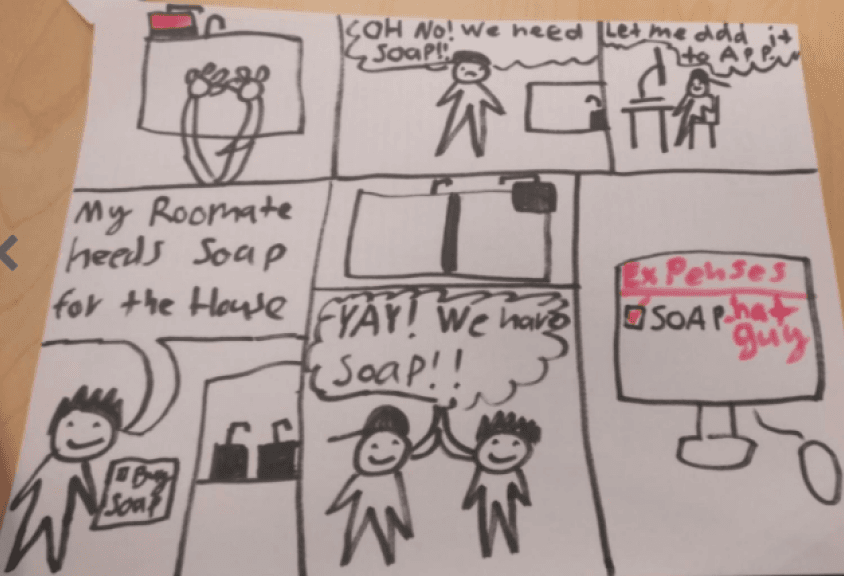 OH No! We need
Soap!!
Let me add it
to App.
My Roomate
needs Soap
for the House
Buy
Soap
YAY! We have
Soap!!
Expenses
SOAP-hat
guy